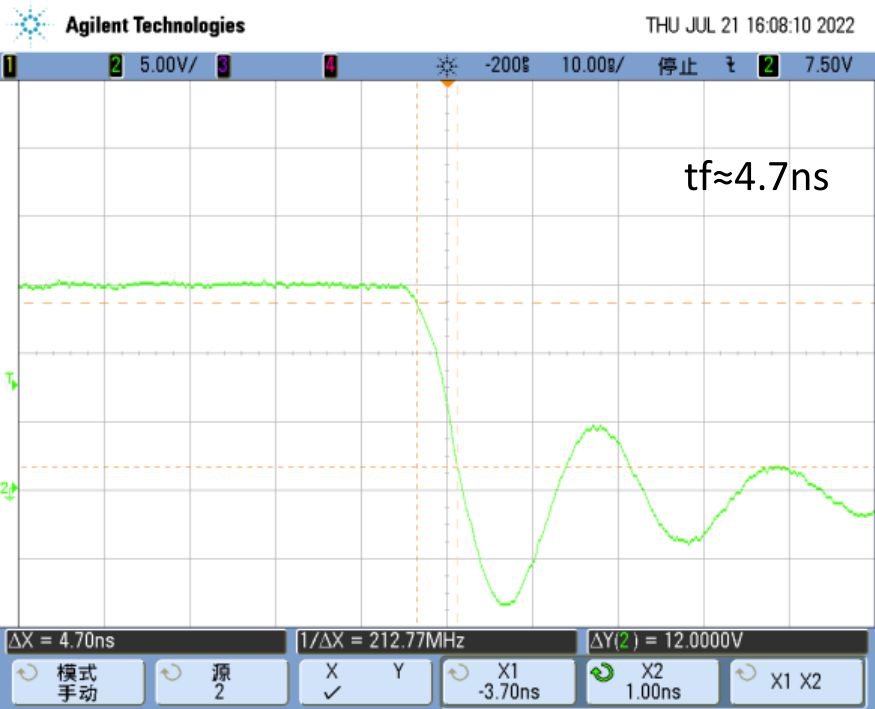 Agilent Technologies
THU JUL 21 16:08:10 2022
1 2 5.00V/ 3 4 -200 10.00 / 停止 2 7.50V
tf≈4.7ns
T
2
ΔX = 4.70ns 1/ΔX = 212.77MHz ΔY(2) = 12.0000V
模式 源 X Y X1 X2 X1 X2
手动 2 ✓ -3.70ns 1.00ns